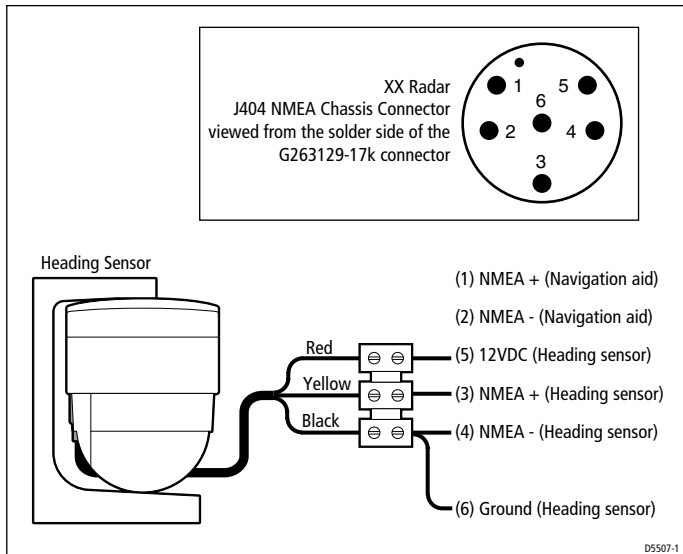 XX Radar
J404 NMEA Chassis Connector
viewed from the solder side of the
G263129-17k connector
1
5
6
2
4
3
Heading Sensor
Red
Yellow
Black
(1) NMEA + (Navigation aid)
(2) NMEA - (Navigation aid)
(5) 12VDC (Heading sensor)
(3) NMEA + (Heading sensor)
(4) NMEA - (Heading sensor)
(6) Ground (Heading sensor)
D5507-1